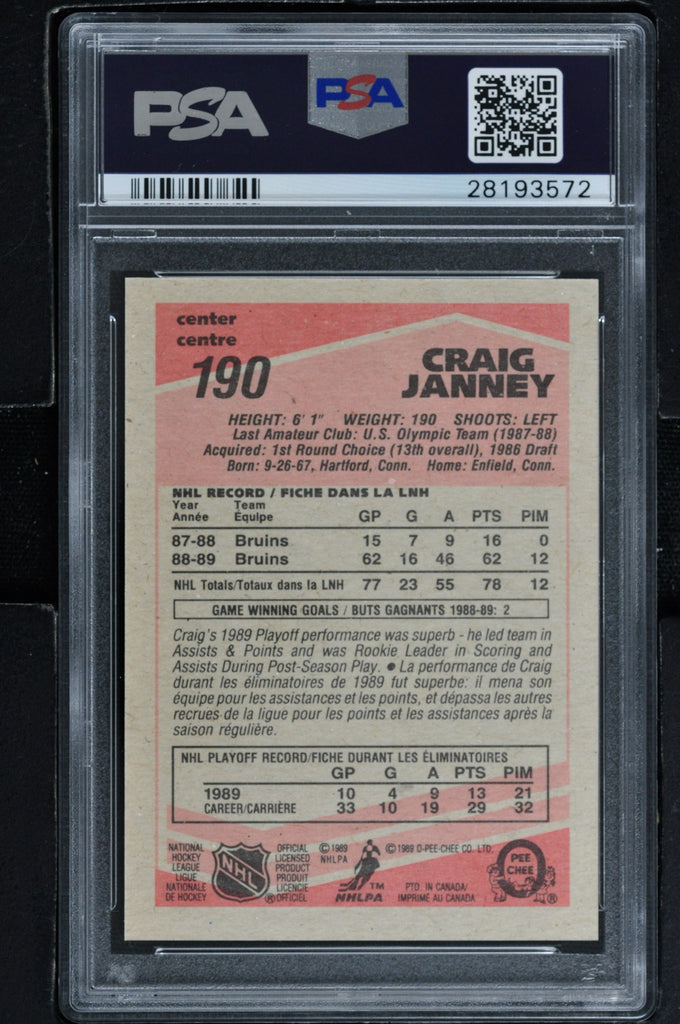 PSA
PSA
28193572
center
centre
190
CRAIG
JANNEY
HEIGHT: 6' 1" WEIGHT: 190 SHOOTS: LEFT
Last Amateur Club: U.S. Olympic Team (1987-88)
Acquired: 1st Round Choice (13th overall), 1986 Draft
Born: 9-26-67, Hartford, Conn. Home: Enfield, Conn.
NHL RECORD / FICHE DANS LA LNH
Year Team
Année Équipe GP G A PTS PIM
87-88 Bruins 15 7 9 16 0
88-89 Bruins 62 16 46 62 12
NHL Totals/Totaux dans la LNH 77 23 55 78 12
GAME WINNING GOALS / BUTS GAGNANTS 1988-89: 2
Craig's 1989 Playoff performance was superb - he led team in
Assists & Points and was Rookie Leader in Scoring and
Assists During Post-Season Play. ● La performance de Craig
durant les éliminatoires de 1989 fut superbe: il mena son
équipe pour les assistances et les points, et dépassa les autres
recrues de la ligue pour les points et les assistances après la
saison régulière.
NHL PLAYOFF RECORD/FICHE DURANT LES ÉLIMINATOIRES
GP G A PTS PIM
1989 10 4 9 13 21
CAREER/CARRIÈRE 33 10 19 29 32
NATIONAL
HOCKEY
LEAGUE
LIGUE
NATIONALE
DE HOCKEY
NHL
®
OFFICIAL
LICENSED
PRODUCT
PRODUIT
LICENCIÉ
OFFICIEL
© 1989
NHLPA
TM
NHLPA
© 1989 O-PEE-CHEE CO. LTD.
PTD. IN CANADA/
IMPRIMÉ AU CANADA
O
PEE
CHEE
®